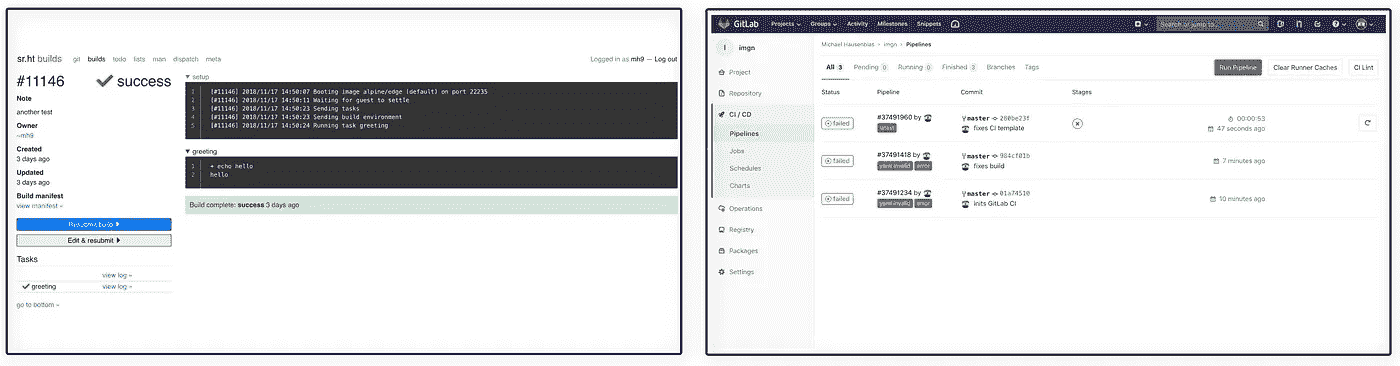 sr.ht builds git builds todo lists man dispatch meta Logged in as mh9 — Log out
#11146 success
Note
another test
Owner
~mh9
Created
3 days ago
Updated
3 days ago
Build manifest
view manifest »
Edit & resubmit
Tasks
view log »
greeting view log »
go to bottom »
setup
1 [#11146] 2018/11/17 14:50:07 Booting image alpine/edge (default) on port 22235
2 [#11146] 2018/11/17 14:50:11 Waiting for guest to settle
3 [#11146] 2018/11/17 14:50:23 Sending tasks
4 [#11146] 2018/11/17 14:50:23 Sending build environment
5 [#11146] 2018/11/17 14:50:24 Running task greeting
greeting
1 + echo hello
2 hello
Build complete: success 3 days ago
GitLab Projects Groups Activity Milestones Snippets Search or jump to...
I imgn
Project
Repository
CI / CD
Pipelines
Jobs
Schedules
Charts
Operations
Registry
Packages
Settings
Michael Hausenblas › imgn › Pipelines
All 3 Pending 0 Running 0 Finished 3 Branches Tags Run Pipeline Clear Runner Caches CI Lint
Status Pipeline Commit Stages
failed #37491960 by master 280be23f 00:00:53
latest fixes CI template 47 seconds ago
failed #37491418 by master 984cf01b 7 minutes ago
yaml invalid error fixes build
failed #37491234 by master 01a74510 10 minutes ago
yaml invalid error inits GitLab CI